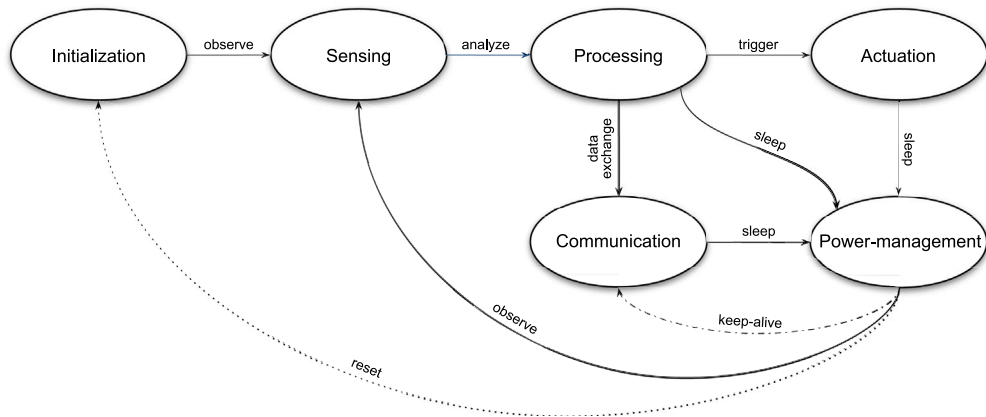 Initialization
observe
Sensing
analyze
Processing
trigger
Actuation
data
exchange
sleep
sleep
Communication
sleep
Power-management
keep-alive
observe
reset